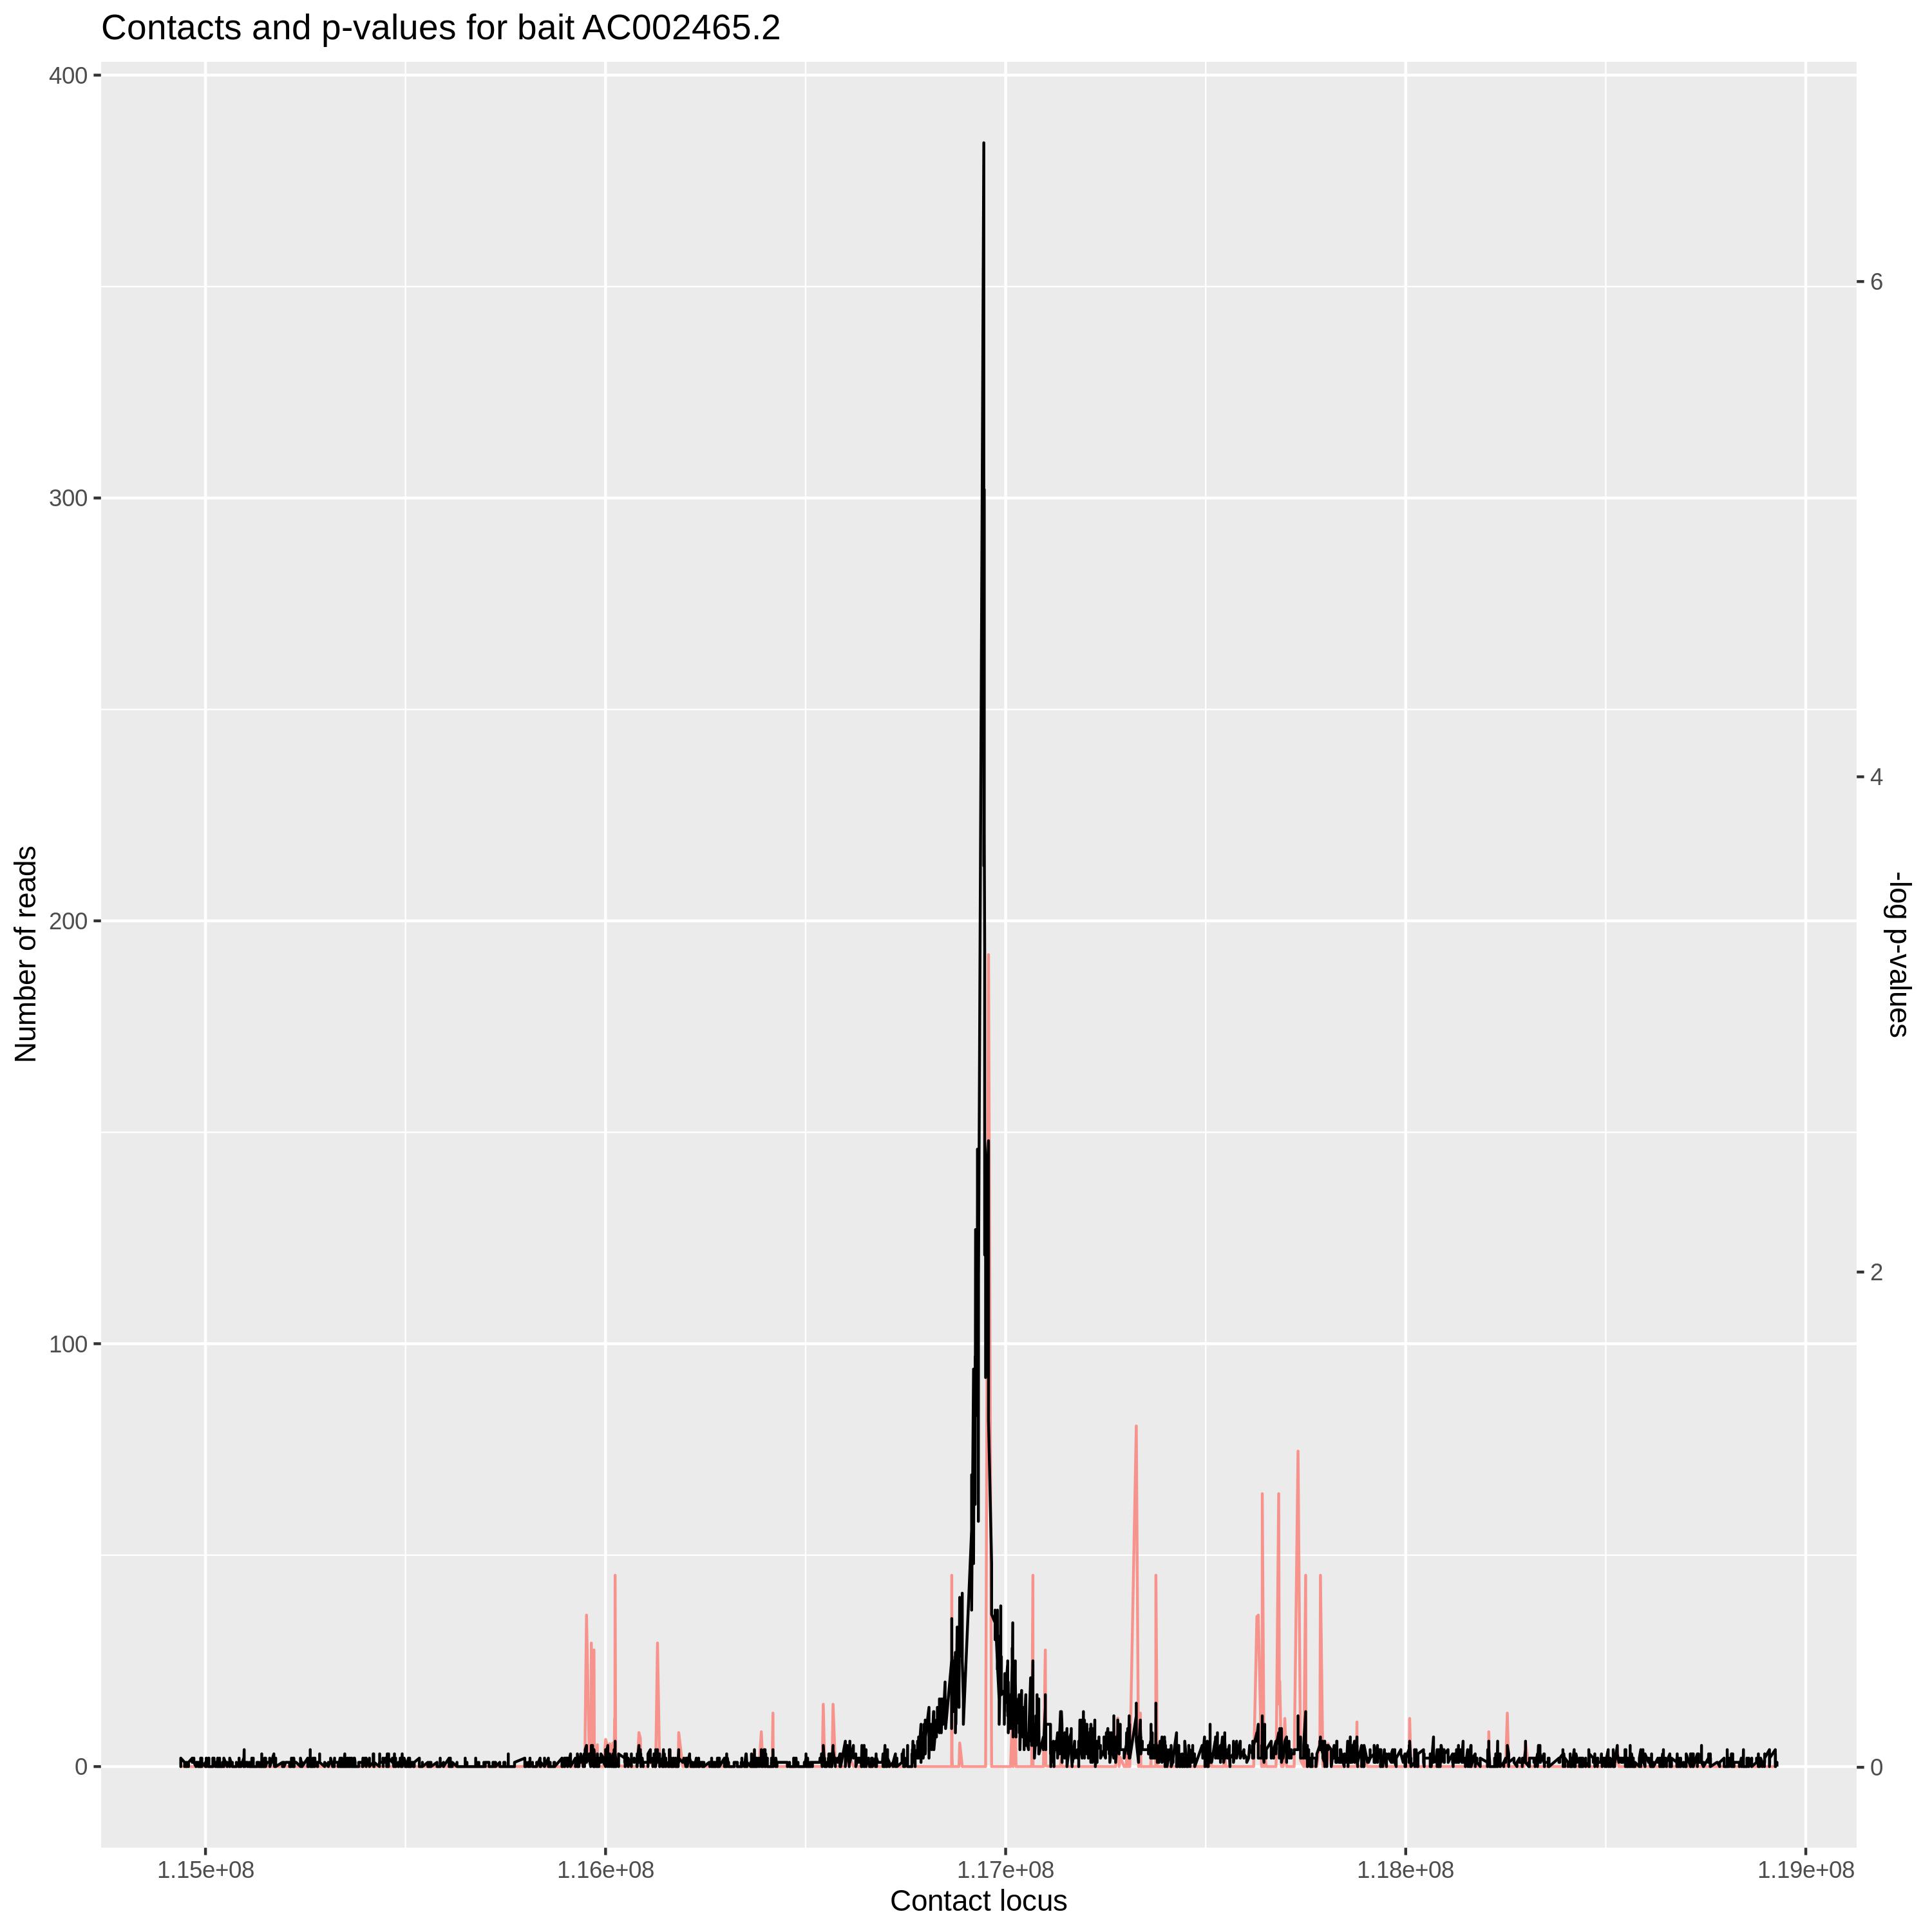 Contacts and p-values for bait AC002465.2
400
300
200
100
0
Number of reads
6
4
2
0
-log p-values
1.15e+08
1.16e+08
1.17e+08
1.18e+08
1.19e+08
Contact locus